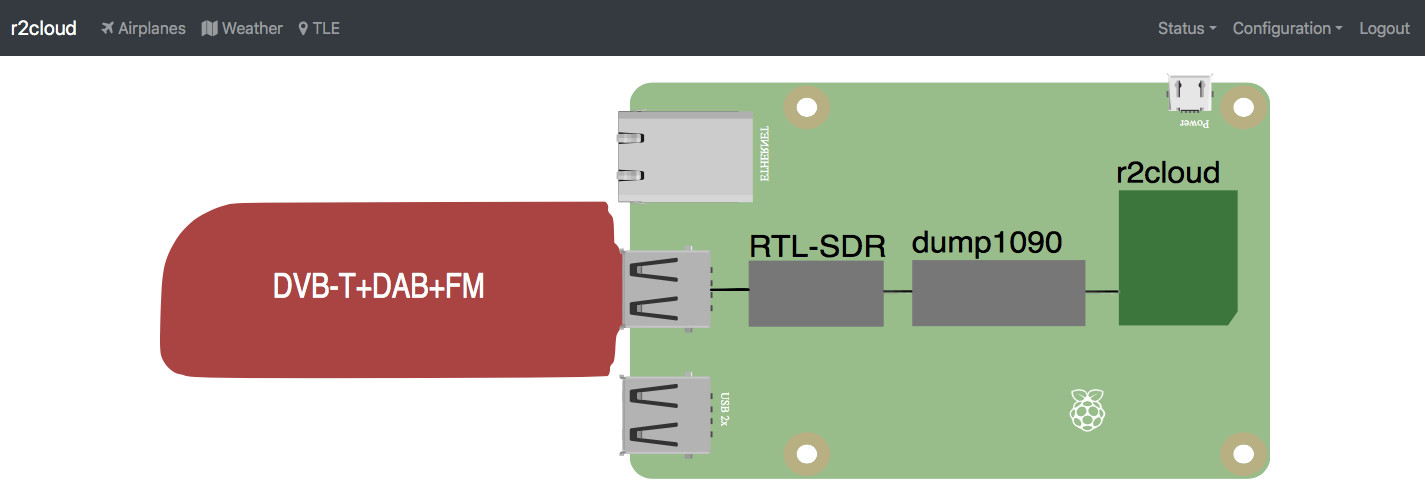 r2cloud Airplanes Weather TLE Status Configuration Logout
Power
ETHERNET
r2cloud
RTL-SDR dump1090
DVB-T+DAB+FM
USB 2x